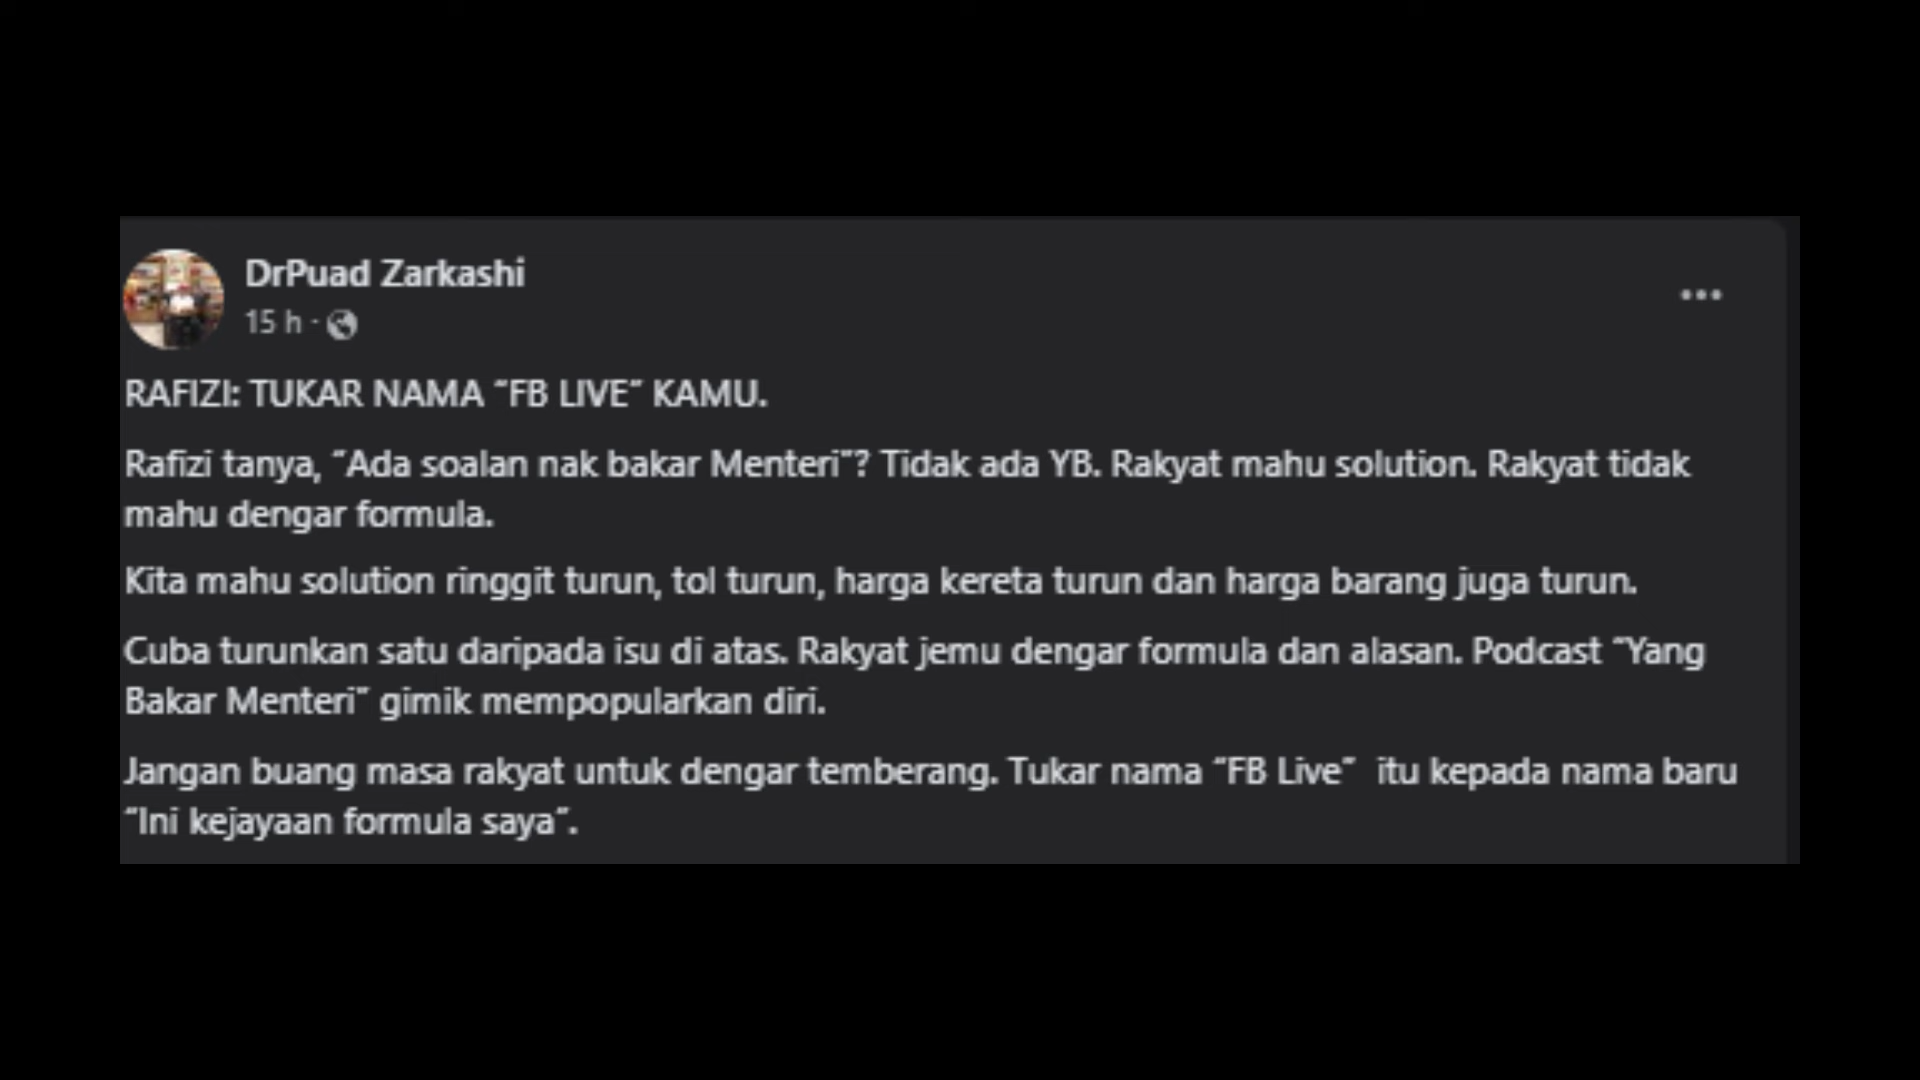 DrPuad Zarkashi
15 h ·
RAFIZI: TUKAR NAMA “FB LIVE” KAMU.
Rafizi tanya, “Ada soalan nak bakar Menteri”? Tidak ada YB. Rakyat mahu solution. Rakyat tidak
mahu dengar formula.
Kita mahu solution ringgit turun, tol turun, harga kereta turun dan harga barang juga turun.
Cuba turunkan satu daripada isu di atas. Rakyat jemu dengar formula dan alasan. Podcast “Yang
Bakar Menteri” gimik mempopularkan diri.
Jangan buang masa rakyat untuk dengar temberang. Tukar nama “FB Live” itu kepada nama baru
“Ini kejayaan formula saya”.